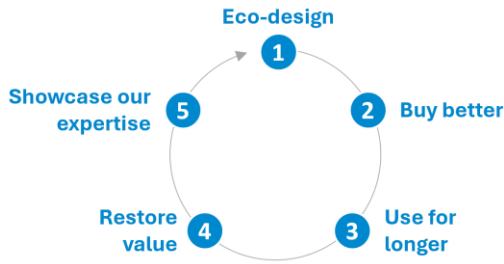 Eco-design
1
2
Buy better
3
Use for
longer
4
Restore
value
5
Showcase our
expertise